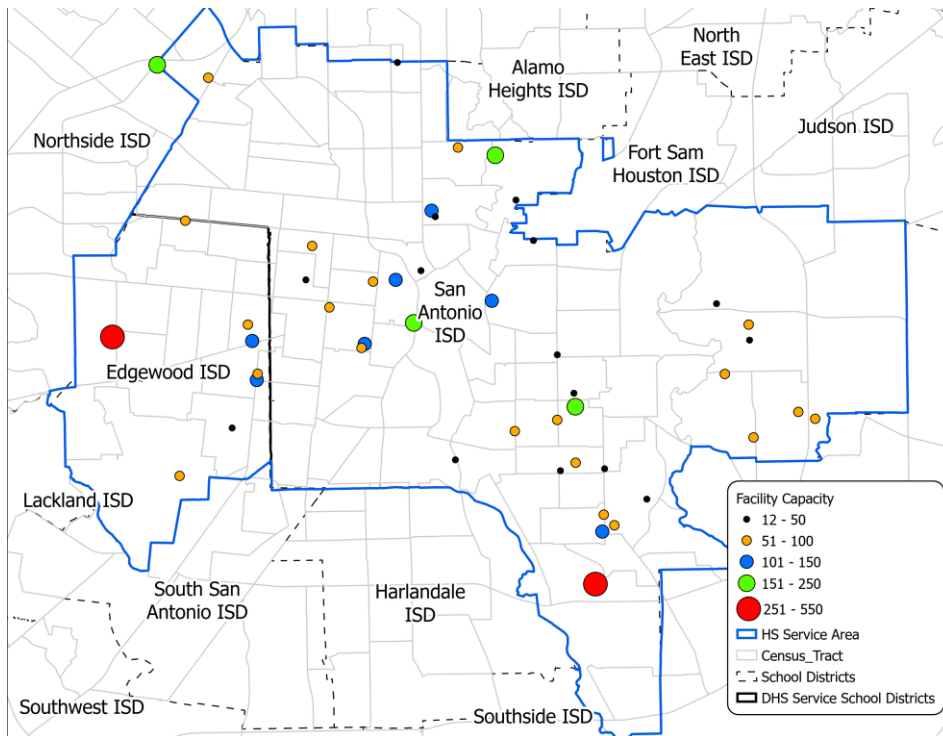 North
East ISD
Alamo
Heights ISD
Judson ISD
Northside ISD
Fort Sam
Houston ISD
San
Antonio
ISD
Edgewood ISD
Lackland ISD
South San
Antonio ISD
Harlandale
ISD
Southwest ISD
Southside ISD
Facility Capacity
12 - 50
51 - 100
101 - 150
151 - 250
251 - 550
HS Service Area
Census_Tract
School Districts
DHS Service School Districts